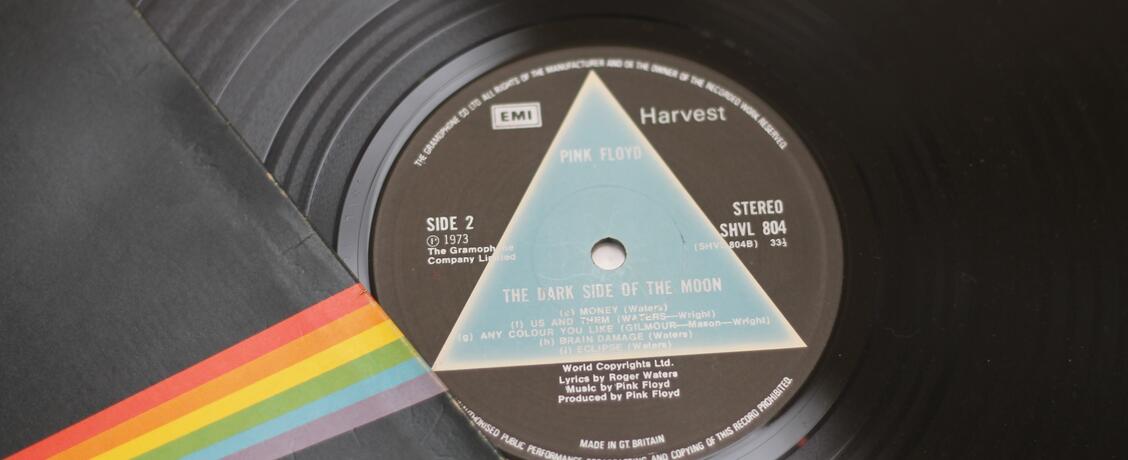 THE GRAMOPHONE CO LTD ALL RIGHTS OF THE MANUFACTURER AND OF THE OWNER OF THE RECORDED WORK RESERVED.
EMI
Harvest
PINK FLOYD
SIDE 2
Ⓟ 1973
The Gramophone
Company Limited
STEREO
SHVL 804
(SHVL 804B) 33⅓
THE DARK SIDE OF THE MOON
(e) MONEY (Waters)
(f) US AND THEM (WATERS—Wright)
(g) ANY COLOUR YOU LIKE (GILMOUR—Mason—Wright)
(h) BRAIN DAMAGE (Waters)
(i) ECLIPSE (Waters)
World Copyrights Ltd.
Lyrics by Roger Waters
Music by Pink Floyd
Produced by Pink Floyd
MADE IN GT. BRITAIN
PUBLIC PERFORMANCE BROADCASTING AND COPYING OF THIS RECORD PROHIBITED.